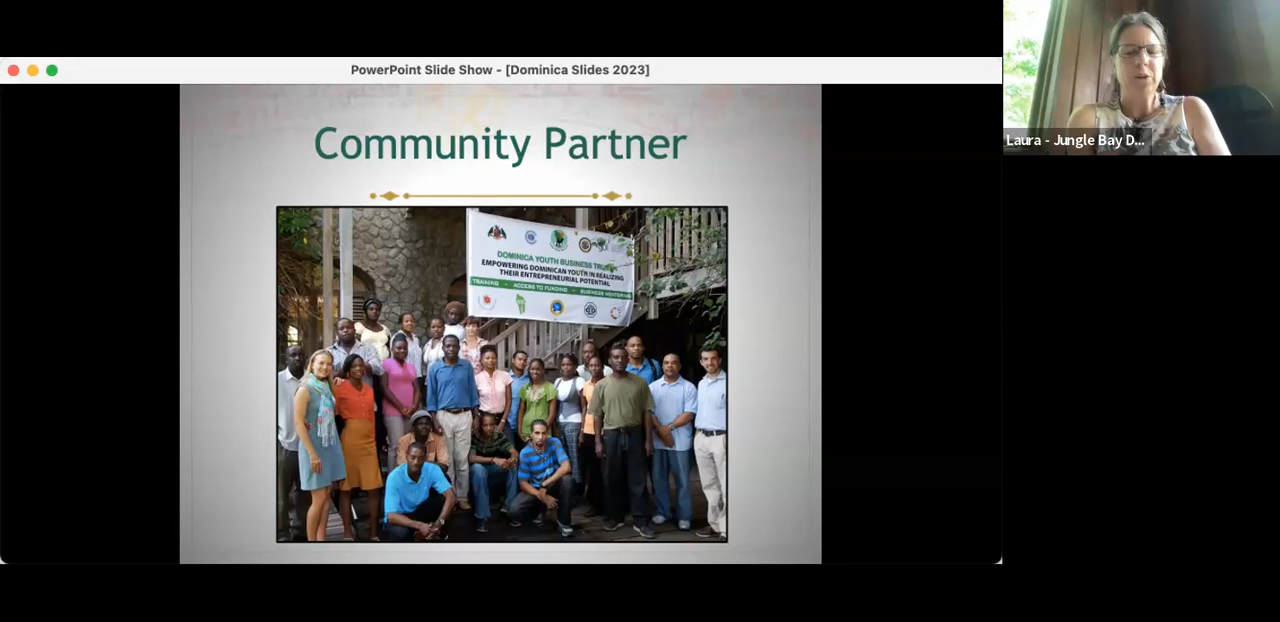 PowerPoint Slide Show - [Dominica Slides 2023]
Community Partner
DOMINICA YOUTH BUSINESS TRUST
EMPOWERING DOMINICAN YOUTH IN REALIZING
THEIR ENTREPRENEURIAL POTENTIAL
TRAINING - ACCESS TO FUNDING - BUSINESS MENTORING
Laura - Jungle Bay D...